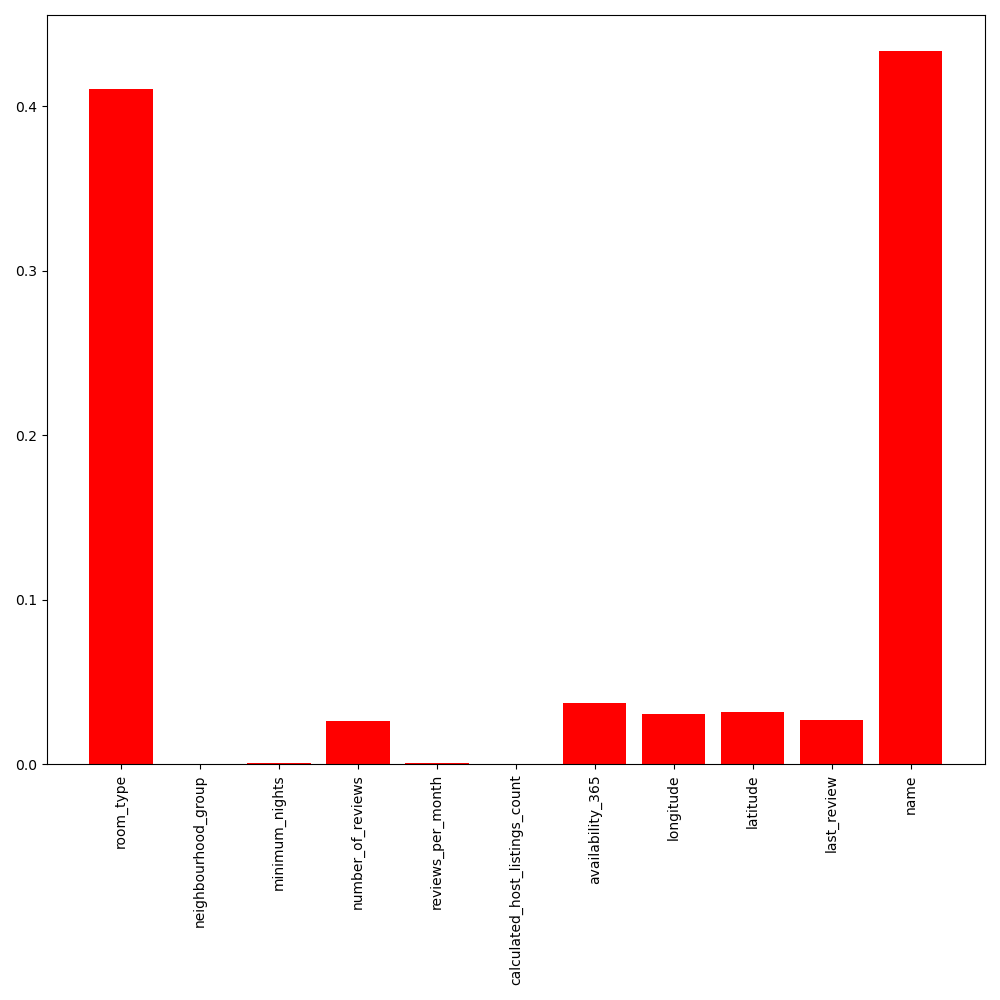 0.4
0.3
0.2
0.1
0.0
room_type
neighbourhood_group
minimum_nights
number_of_reviews
reviews_per_month
calculated_host_listings_count
availability_365
longitude
latitude
last_review
name